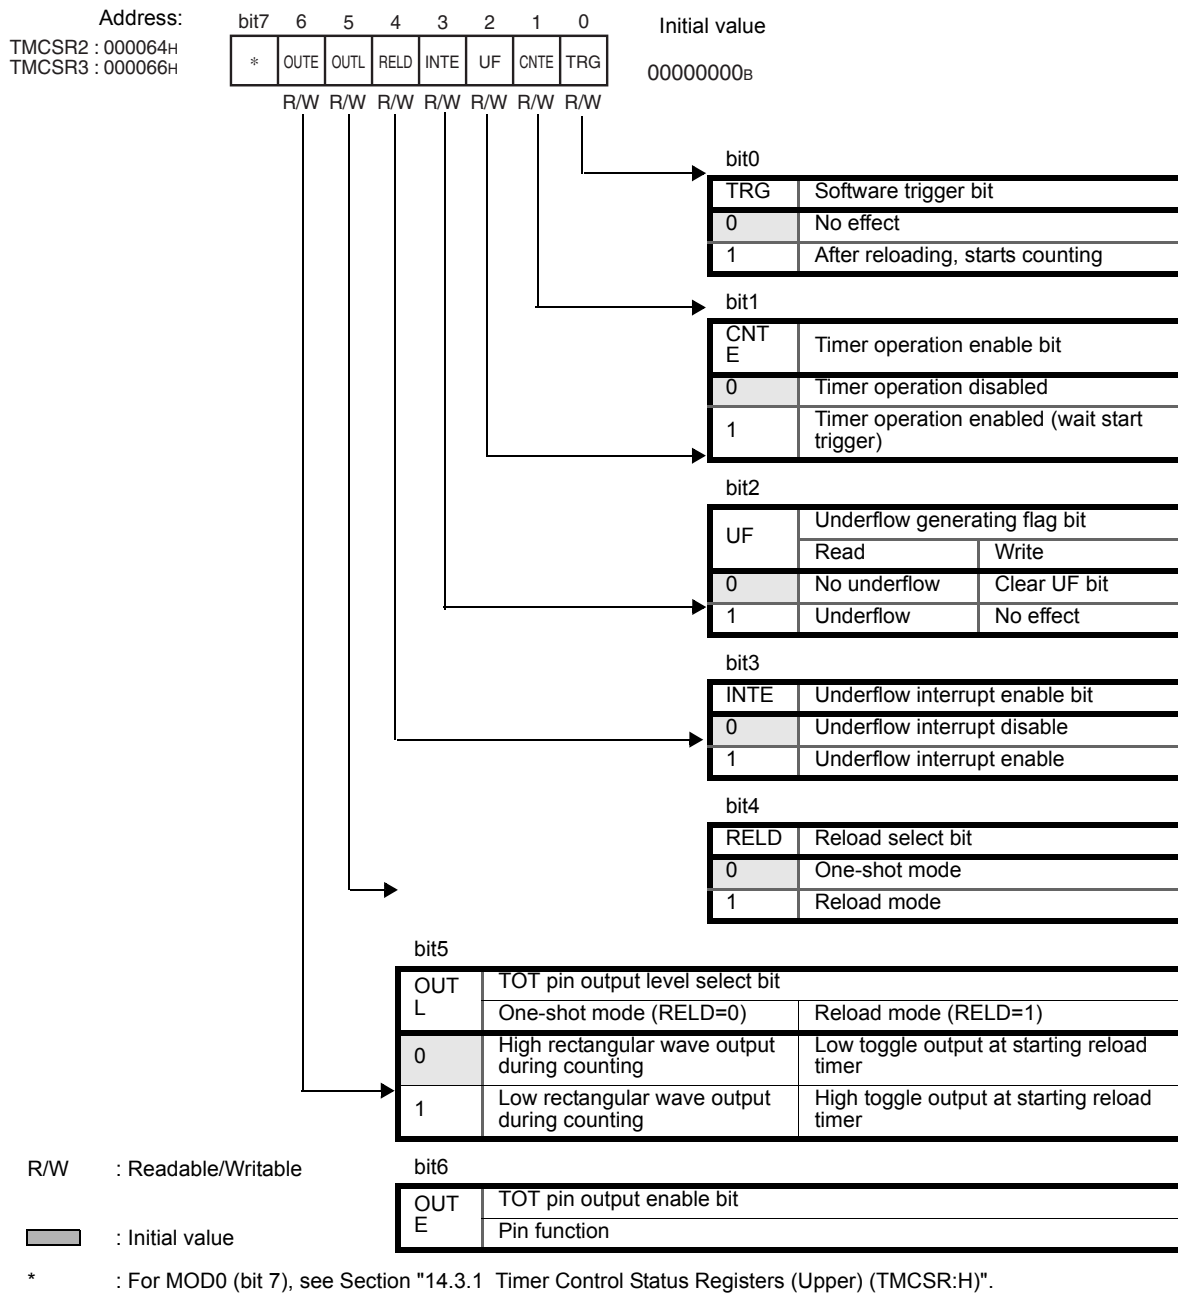 Address: bit7 6 5 4 3 2 1 0 Initial value
TMCSR2 : 000064H
TMCSR3 : 000066H
* OUTE OUTL RELD INTE UF CNTE TRG 00000000B
R/W R/W R/W R/W R/W R/W R/W
bit0
TRG Software trigger bit
0 No effect
1 After reloading, starts counting
bit1
CNT
E Timer operation enable bit
0 Timer operation disabled
1 Timer operation enabled (wait start
trigger)
bit2
UF Underflow generating flag bit
Read Write
0 No underflow Clear UF bit
1 Underflow No effect
bit3
INTE Underflow interrupt enable bit
0 Underflow interrupt disable
1 Underflow interrupt enable
bit4
RELD Reload select bit
0 One-shot mode
1 Reload mode
bit5
OUT
L TOT pin output level select bit
One-shot mode (RELD=0) Reload mode (RELD=1)
0 High rectangular wave output
during counting Low toggle output at starting reload
timer
1 Low rectangular wave output
during counting High toggle output at starting reload
timer
R/W : Readable/Writable
bit6
OUT
E TOT pin output enable bit
Pin function
: Initial value
* : For MOD0 (bit 7), see Section "14.3.1 Timer Control Status Registers (Upper) (TMCSR:H)".